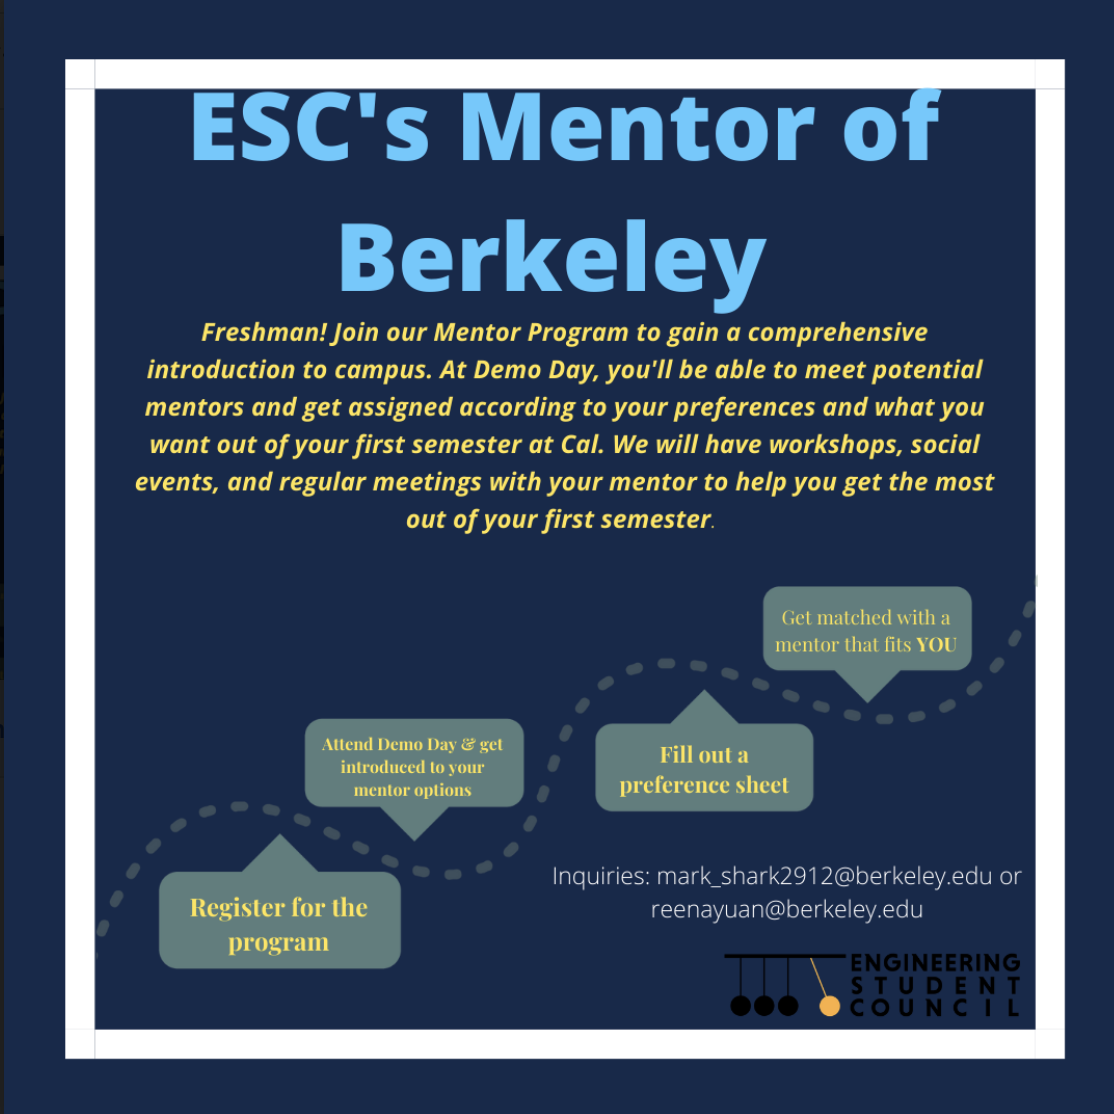 ESC's Mentor of
Berkeley
Freshman! Join our Mentor Program to gain a comprehensive
introduction to campus. At Demo Day, you'll be able to meet potential
mentors and get assigned according to your preferences and what you
want out of your first semester at Cal. We will have workshops, social
events, and regular meetings with your mentor to help you get the most
out of your first semester.
Register for the
program
Attend Demo Day & get
introduced to your
mentor options
Fill out a
preference sheet
Get matched with a
mentor that fits YOU
Inquiries: mark_shark2912@berkeley.edu or
reenayuan@berkeley.edu
ENGINEERING
STUDENT
COUNCIL